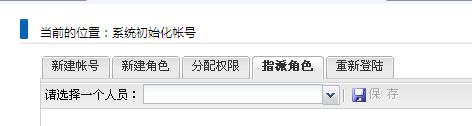 当前的位置：系统初始化帐号
新建帐号 新建角色 分配权限 指派角色 重新登陆
请选择一个人员： 保 存